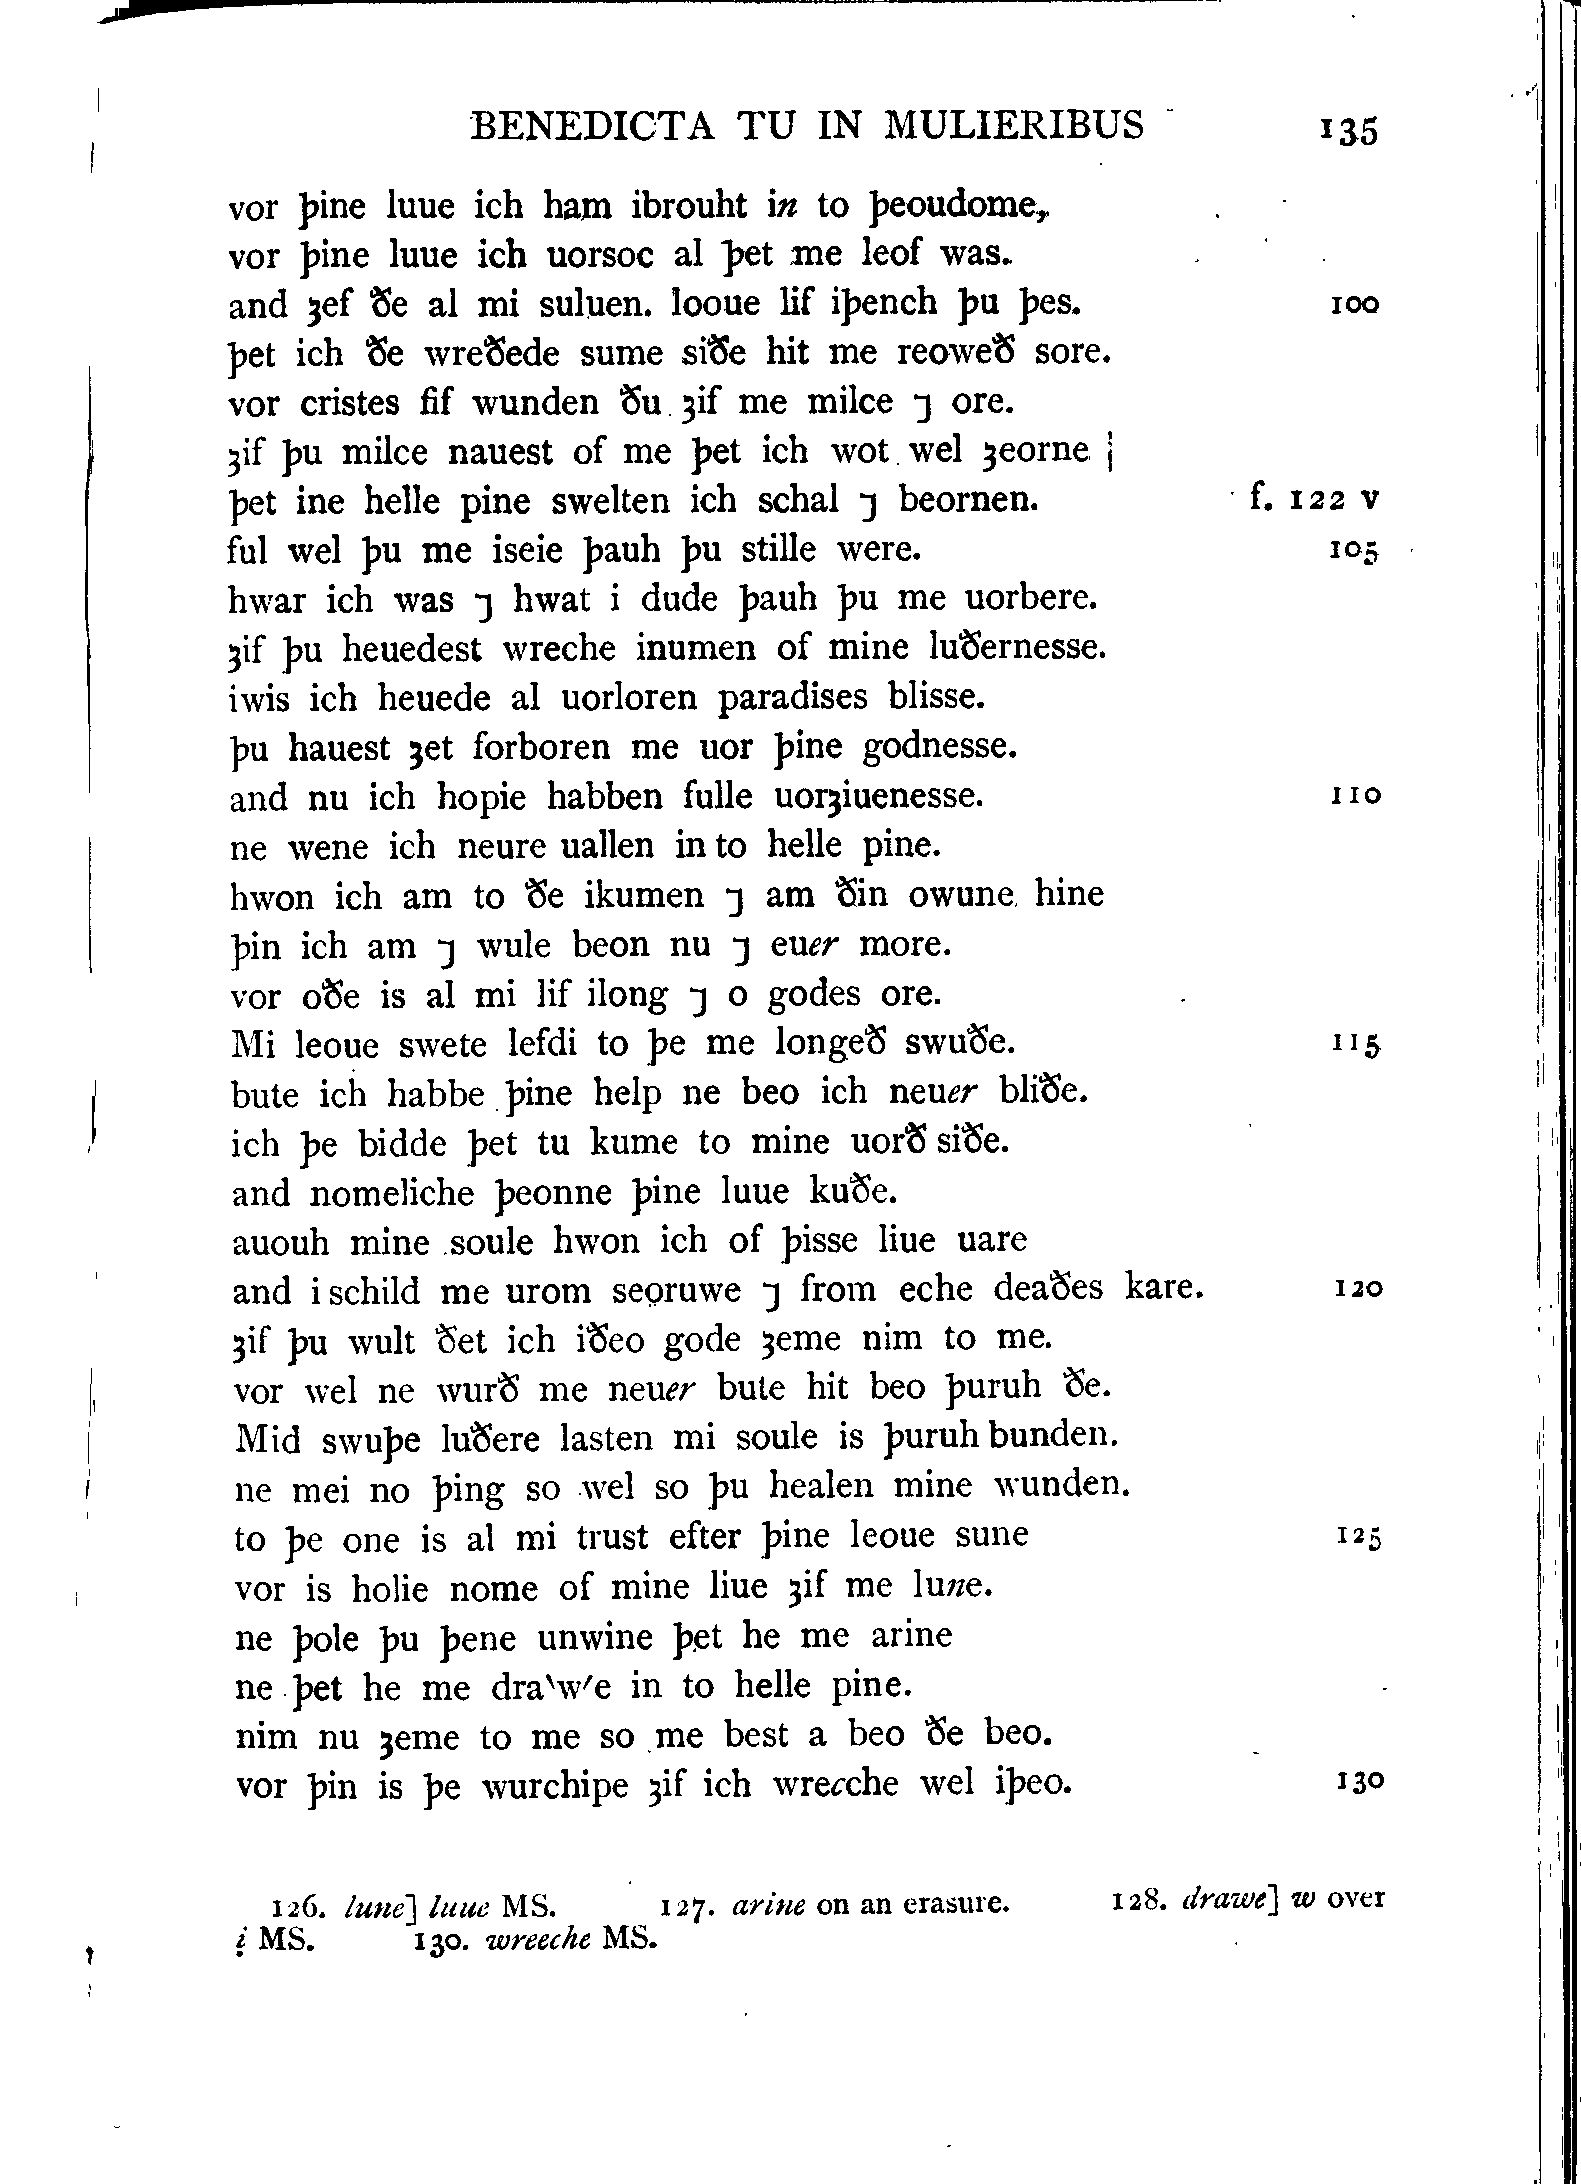 BENEDICTA TU IN MULIERIBUS 135
vor þine luue ich ham ibrouht in to þeoudome,
vor þine luue ich uorsoc al þet me leof was.
and ȝef ðe al mi suluen. looue lif iþench þu þes. 100
þet ich ðe wreðede sume siðe hit me reoweð sore.
vor cristes fif wunden ðu ȝif me milce ⁊ ore.
ȝif þu milce nauest of me þet ich wot wel ȝeorne ¦
þet ine helle pine swelten ich schal ⁊ beornen. f. 122 v
ful wel þu me iseie þauh þu stille were. 105
hwar ich was ⁊ hwat i dude þauh þu me uorbere.
ȝif þu heuedest wreche inumen of mine luðernesse.
iwis ich heuede al uorloren paradises blisse.
þu hauest ȝet forboren me uor þine godnesse.
and nu ich hopie habben fulle uorȝiuenesse. 110
ne wene ich neure uallen in to helle pine.
hwon ich am to ðe ikumen ⁊ am ðin owune hine
þin ich am ⁊ wule beon nu ⁊ euer more.
vor oðe is al mi lif ilong ⁊ o godes ore.
Mi leoue swete lefdi to þe me longeð swuðe. 115
bute ich habbe þine help ne beo ich neuer bliðe.
ich þe bidde þet tu kume to mine uorð siðe.
and nomeliche þeonne þine luue kuðe.
auouh mine soule hwon ich of þisse liue uare
and i schild me urom seọruwe ⁊ from eche deaðes kare. 120
ȝif þu wult ðet ich iðeo gode ȝeme nim to me.
vor wel ne wurð me neuer bute hit beo þuruh ðe.
Mid swuþe luðere lasten mi soule is þuruh bunden.
ne mei no þing so wel so þu healen mine wunden.
to þe one is al mi trust efter þine leoue sune 125
vor is holie nome of mine liue ȝif me lune.
ne þole þu þene unwine þet he me arine
ne þet he me dra‵w′e in to helle pine.
nim nu ȝeme to me so me best a beo ðe beo.
vor þin is þe wurchipe ȝif ich wrecche wel iþeo. 130
126. lune] luue MS. 127. arine on an erasure. 128. drawe] w over
ị MS. 130. wreeche MS.